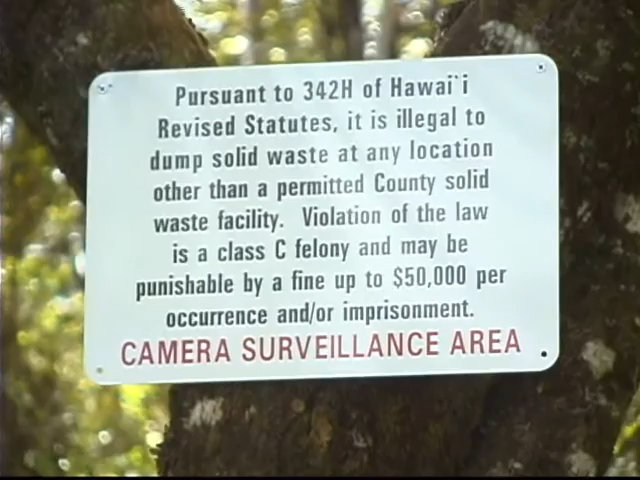 Pursuant to 342H of Hawai`i
Revised Statutes, it is illegal to
dump solid waste at any location
other than a permitted County solid
waste facility. Violation of the law
is a class C felony and may be
punishable by a fine up to $50,000 per
occurrence and/or imprisonment.
CAMERA SURVEILLANCE AREA